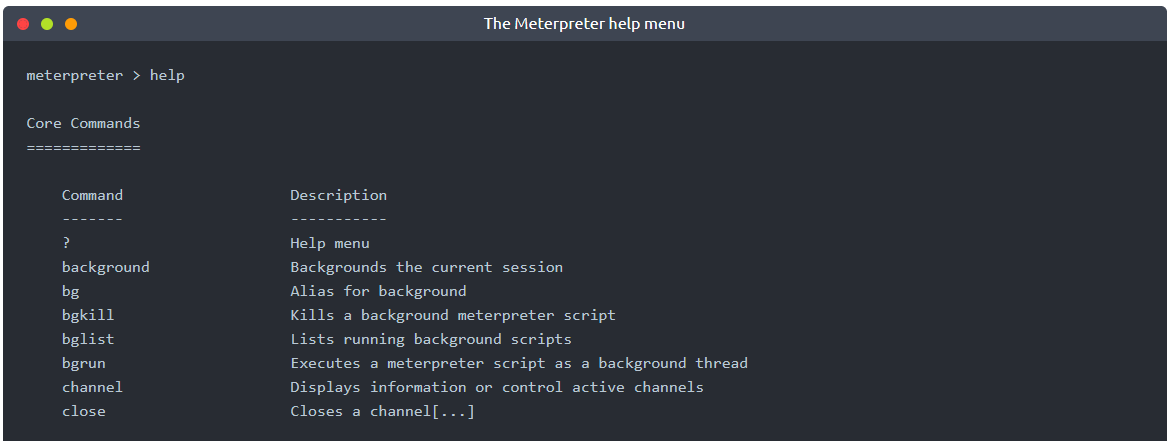 The Meterpreter help menu
meterpreter > help
Core Commands
=============
Command Description
------- -----------
? Help menu
background Backgrounds the current session
bg Alias for background
bgkill Kills a background meterpreter script
bglist Lists running background scripts
bgrun Executes a meterpreter script as a background thread
channel Displays information or control active channels
close Closes a channel[...]